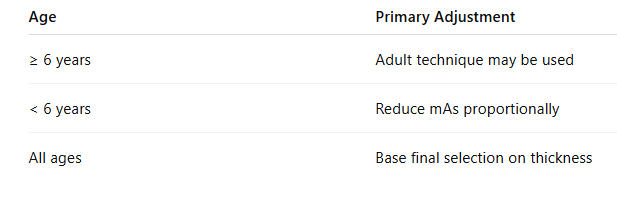 Age Primary Adjustment
≥ 6 years Adult technique may be used
< 6 years Reduce mAs proportionally
All ages Base final selection on thickness